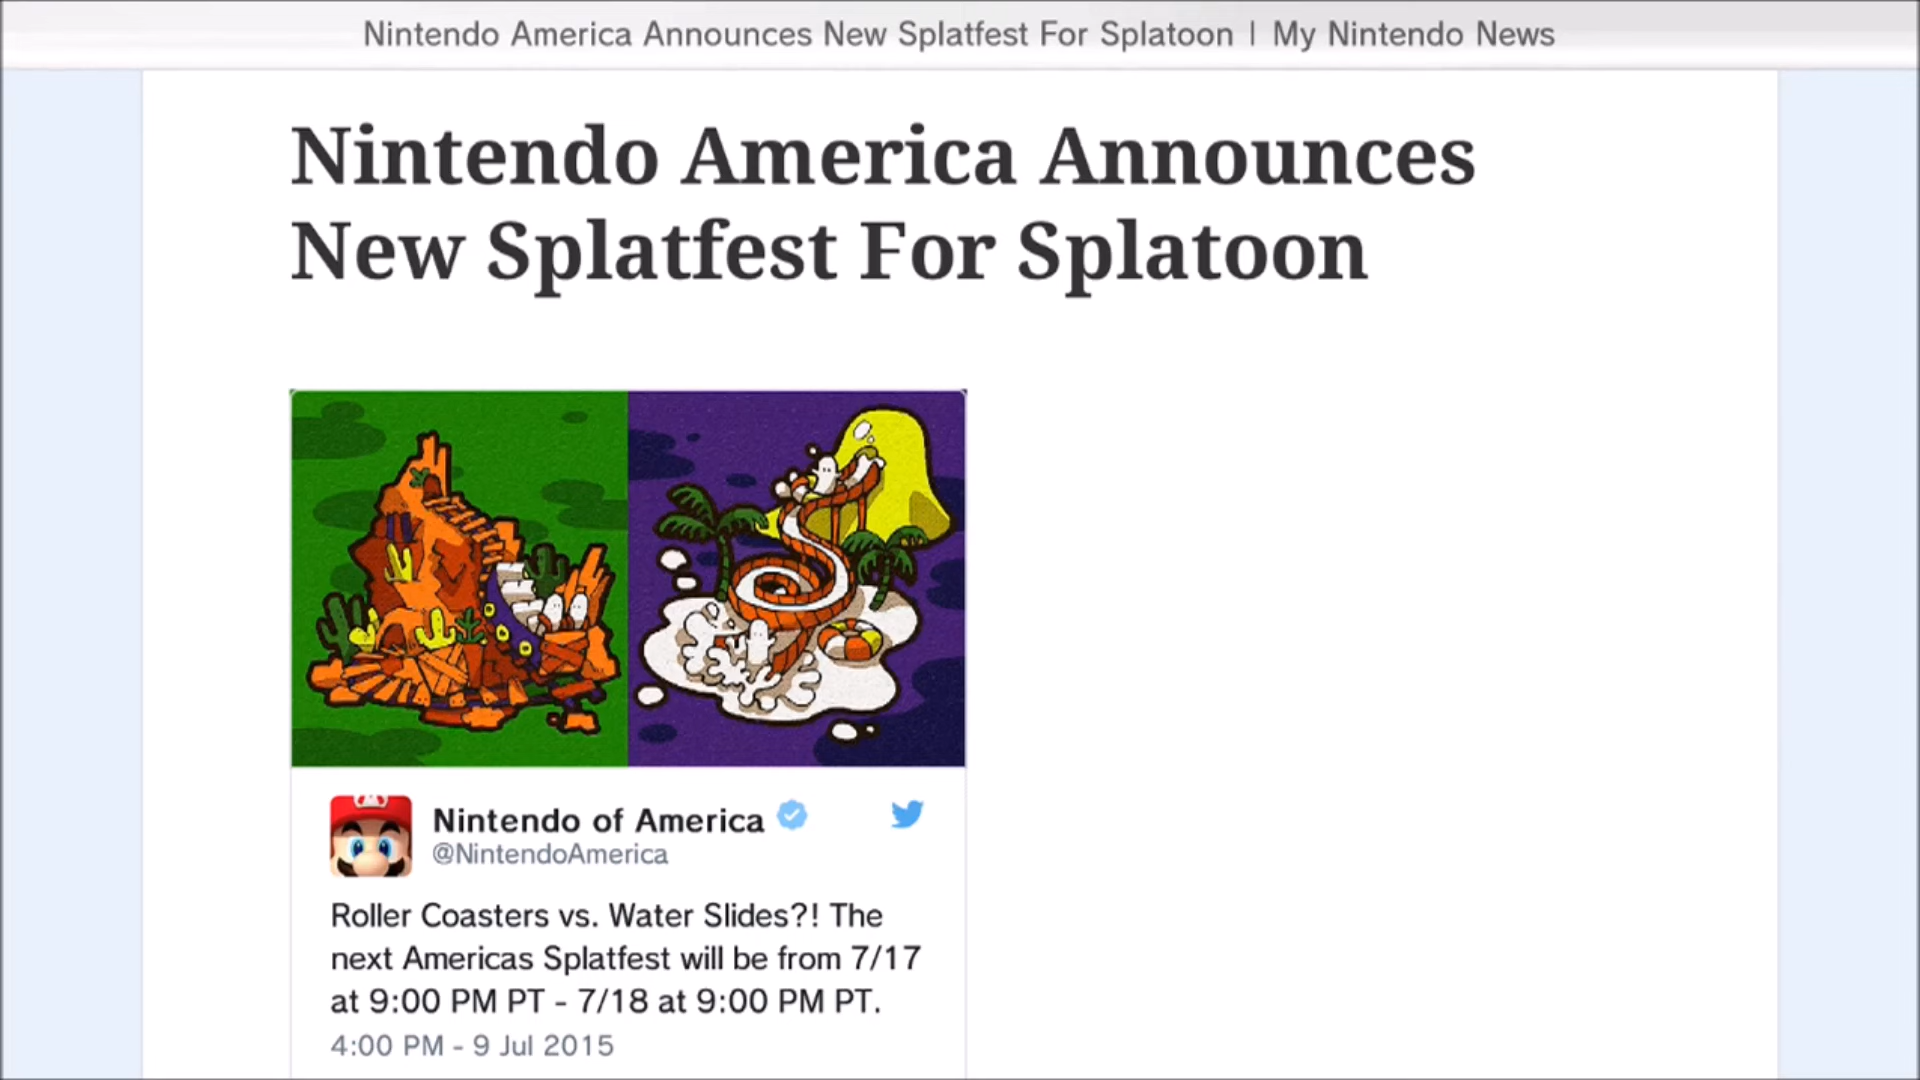 Nintendo America Announces New Splatfest For Splatoon | My Nintendo News
Nintendo America Announces
New Splatfest For Splatoon
Nintendo of America
@NintendoAmerica
Roller Coasters vs. Water Slides?! The
next Americas Splatfest will be from 7/17
at 9:00 PM PT - 7/18 at 9:00 PM PT.
4:00 PM - 9 Jul 2015